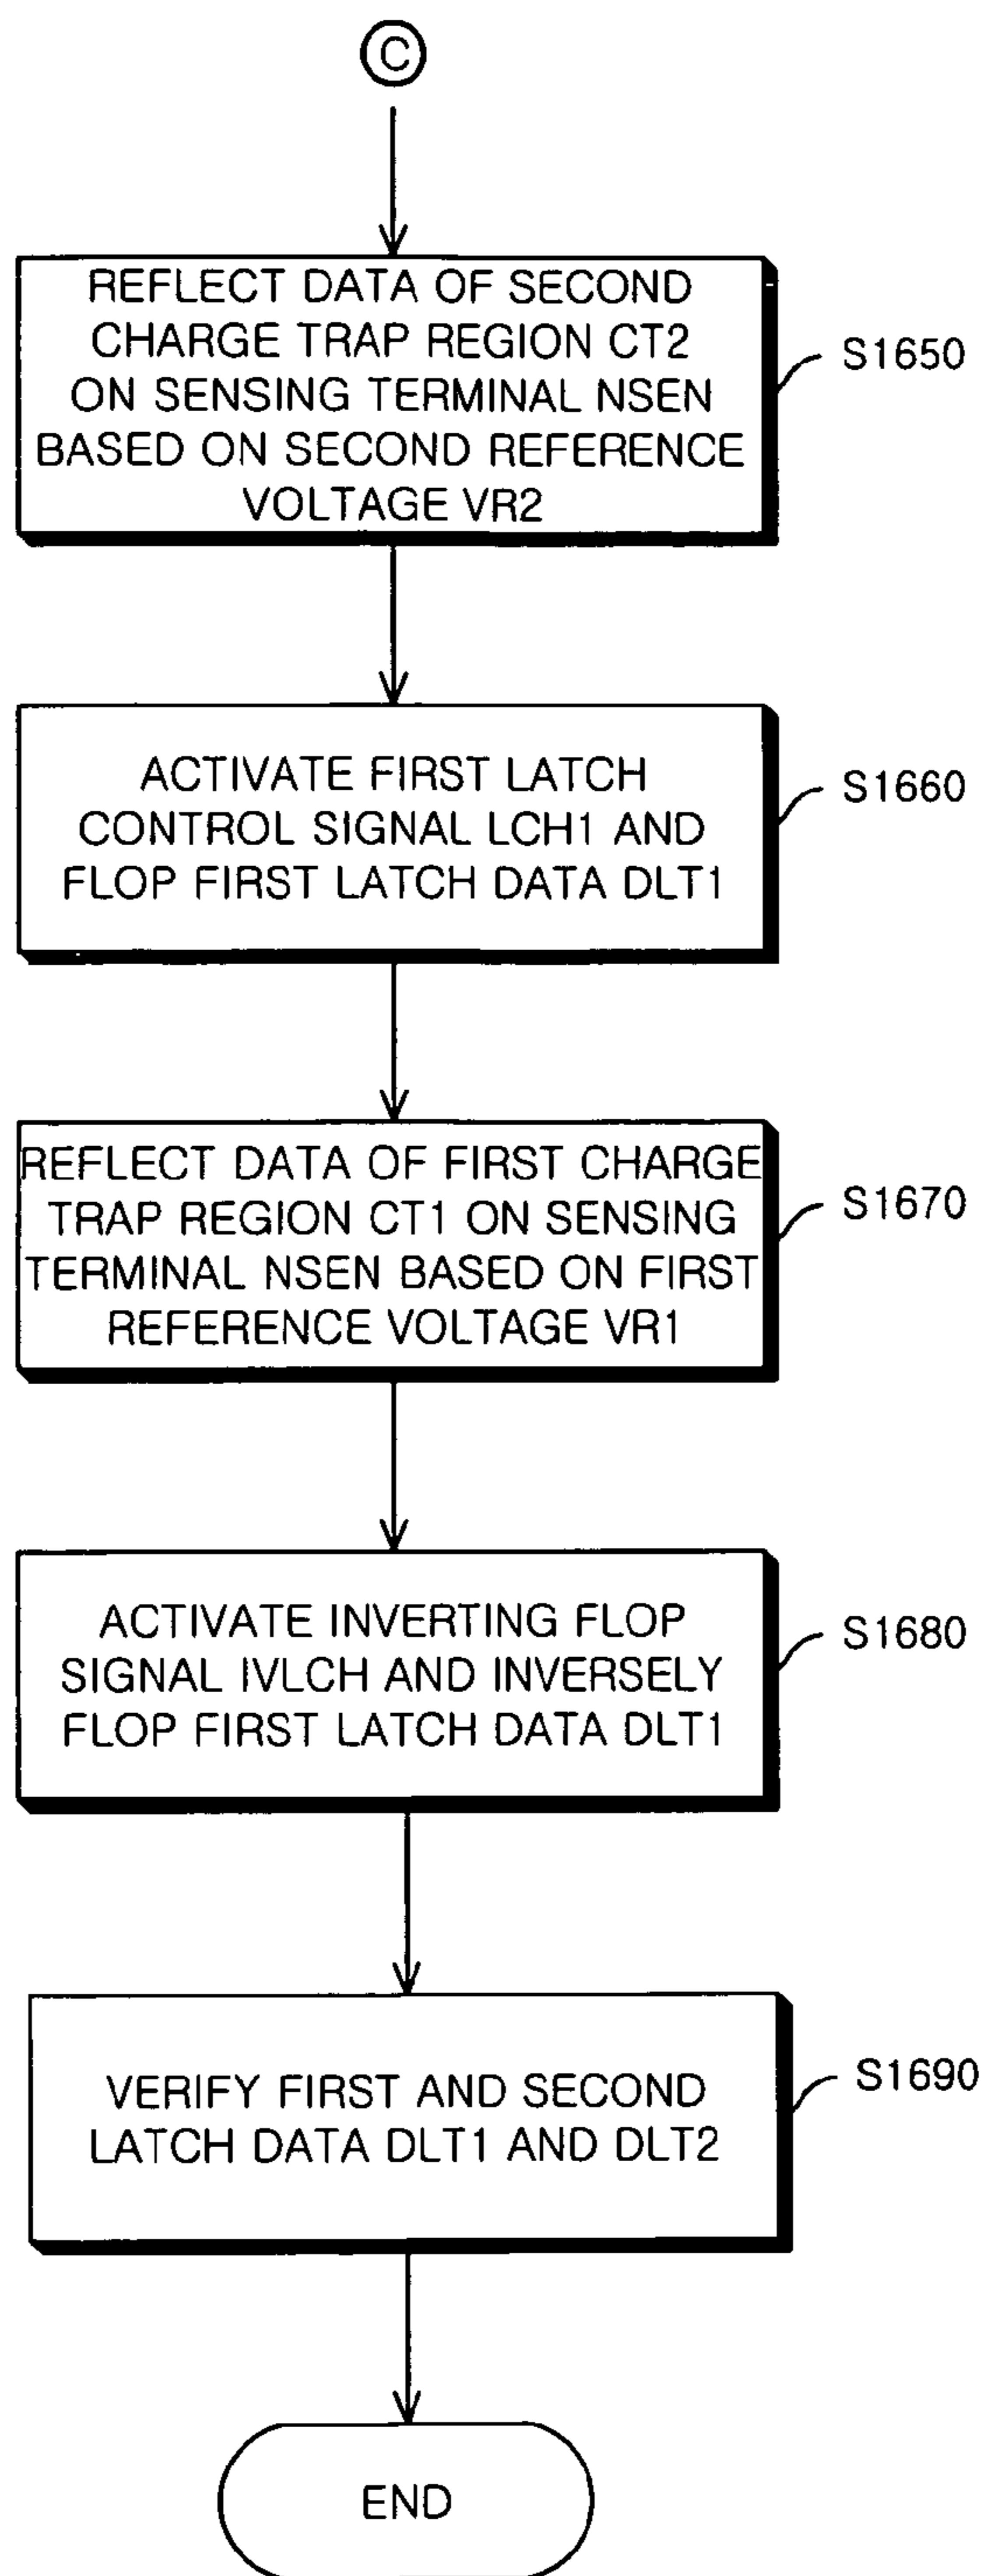 C
REFLECT DATA OF SECOND
CHARGE TRAP REGION CT2
ON SENSING TERMINAL NSEN
BASED ON SECOND REFERENCE
VOLTAGE VR2
S1650
ACTIVATE FIRST LATCH
CONTROL SIGNAL LCH1 AND
FLOP FIRST LATCH DATA DLT1
S1660
REFLECT DATA OF FIRST CHARGE
TRAP REGION CT1 ON SENSING
TERMINAL NSEN BASED ON FIRST
REFERENCE VOLTAGE VR1
S1670
ACTIVATE INVERTING FLOP
SIGNAL IVLCH AND INVERSELY
FLOP FIRST LATCH DATA DLT1
S1680
VERIFY FIRST AND SECOND
LATCH DATA DLT1 AND DLT2
S1690
END